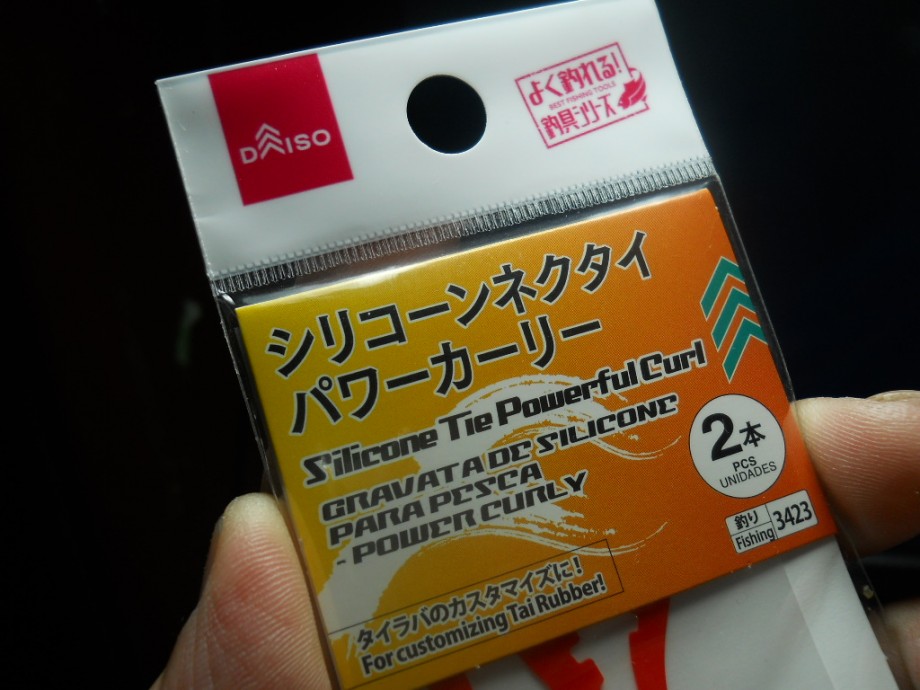 DAISO
よく釣れる!
BEST FISHING TOOLS
釣具シリーズ
シリコーンネクタイ
パワーカーリー
Silicone Tie Powerful Curl
GRAVATA DE SILICONE
PARA PESCA
- POWER CURLY
2本
PCS
UNIDADES
釣り
Fishing
3423
タイラバのカスタマイズに!
For customizing Tai Rubber!